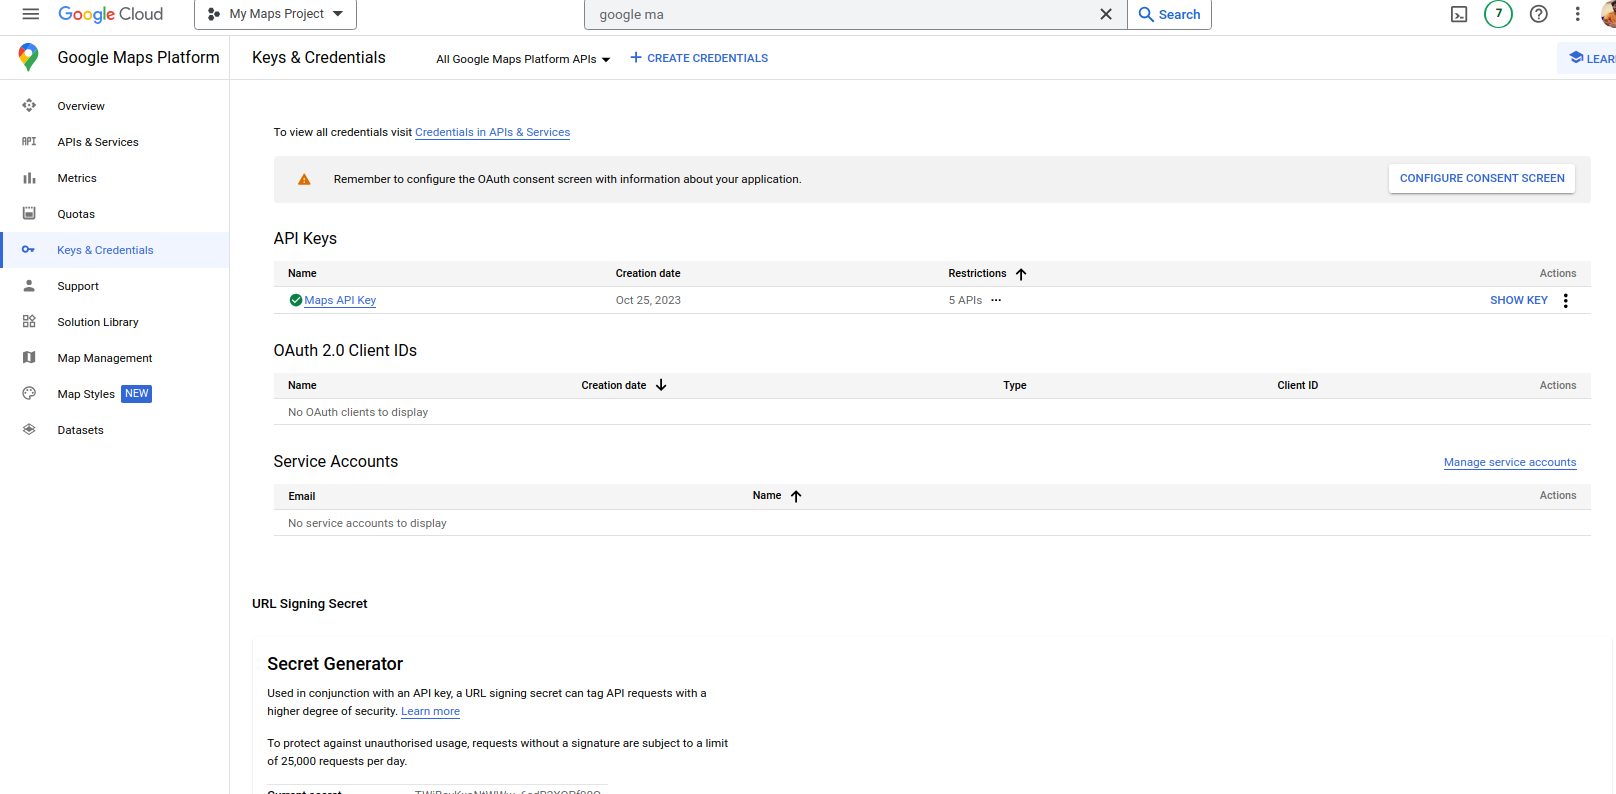 Google Cloud
My Maps Project
google ma
Search
7
Google Maps Platform
Keys & Credentials
All Google Maps Platform APIs
CREATE CREDENTIALS
Overview
API
APIs & Services
Metrics
Quotas
Keys & Credentials
Support
Solution Library
Map Management
Map Styles NEW
Datasets
To view all credentials visit Credentials in APIs & Services
Remember to configure the OAuth consent screen with information about your application.
CONFIGURE CONSENT SCREEN
API Keys
Name Creation date Restrictions Actions
Maps API Key Oct 25, 2023 5 APIs ... SHOW KEY
OAuth 2.0 Client IDs
Name Creation date Type Client ID Actions
No OAuth clients to display
Service Accounts
Manage service accounts
Email Name Actions
No service accounts to display
URL Signing Secret
Secret Generator
Used in conjunction with an API key, a URL signing secret can tag API requests with a
higher degree of security. Learn more
To protect against unauthorised usage, requests without a signature are subject to a limit
of 25,000 requests per day.
Current secret